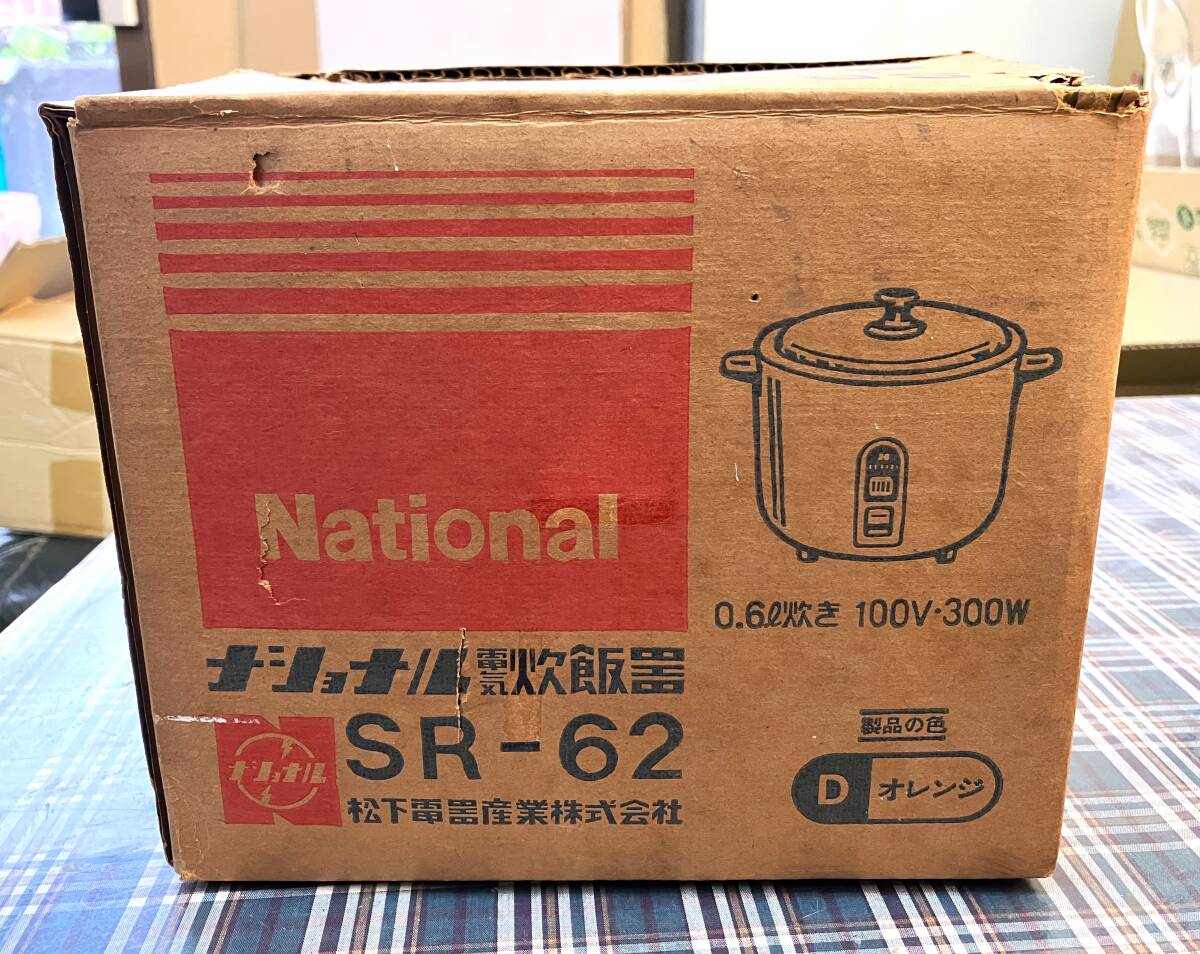 National
ナショナル電気炊飯器
ナショナル
SR-62
松下電器産業株式会社
0.6ℓ炊き 100V・300W
製品の色
D オレンジ